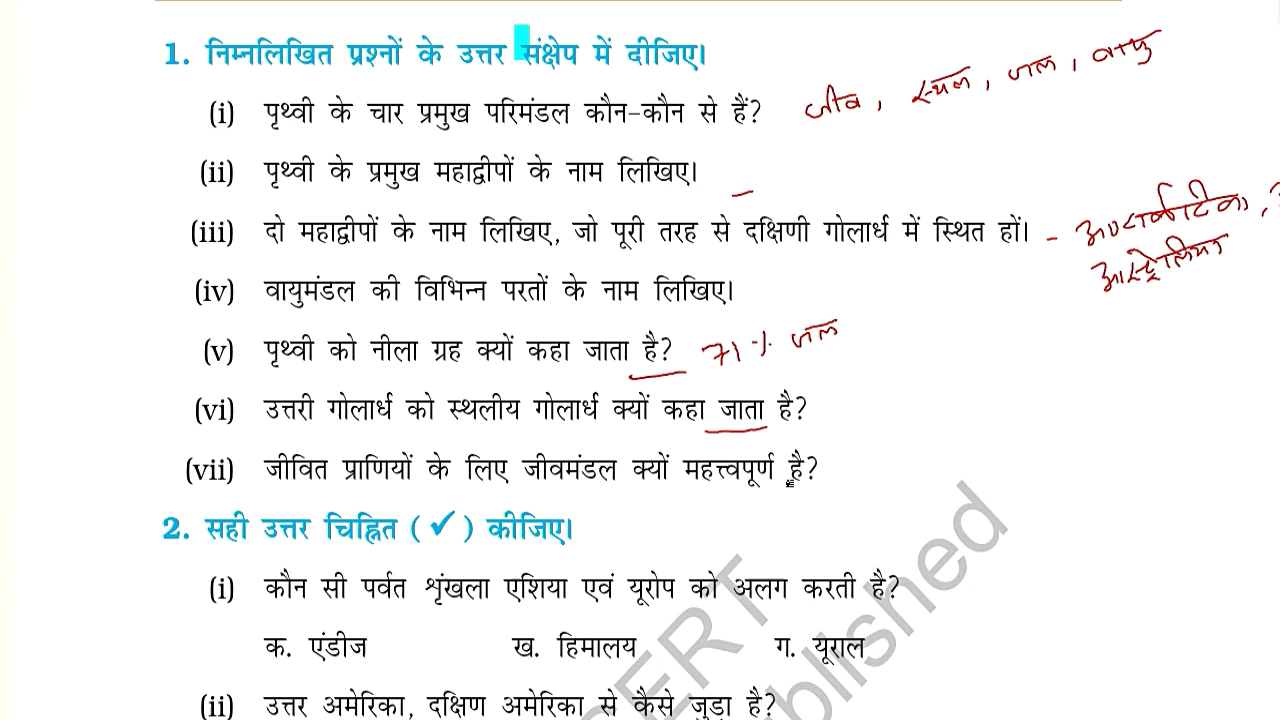 1. निम्नलिखित प्रश्नों के उत्तर संक्षेप में दीजिए।
(i) पृथ्वी के चार प्रमुख परिमंडल कौन-कौन से हैं? जीव, स्थल, जल, वायु
(ii) पृथ्वी के प्रमुख महाद्वीपों के नाम लिखिए।
(iii) दो महाद्वीपों के नाम लिखिए, जो पूरी तरह से दक्षिणी गोलार्ध में स्थित हों। - अण्टार्कटिका,
आस्ट्रेलिया
(iv) वायुमंडल की विभिन्न परतों के नाम लिखिए।
(v) पृथ्वी को नीला ग्रह क्यों कहा जाता है? 71% जल
(vi) उत्तरी गोलार्ध को स्थलीय गोलार्ध क्यों कहा जाता है?
(vii) जीवित प्राणियों के लिए जीवमंडल क्यों महत्त्वपूर्ण है?
2. सही उत्तर चिह्नित (✓) कीजिए।
(i) कौन सी पर्वत शृंखला एशिया एवं यूरोप को अलग करती है?
क. एंडीज ख. हिमालय ग. यूराल
(ii) उत्तर अमेरिका, दक्षिण अमेरिका से कैसे जुड़ा है?